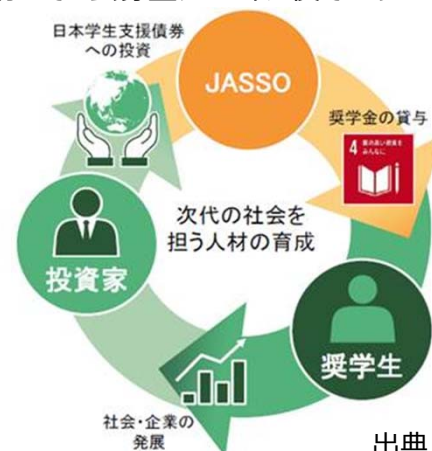 日本学生支援債券
への投資
JASSO
奨学金の貸与
4 質の高い教育を
みんなに
次代の社会を
担う人材の育成
投資家
奨学生
社会・企業の
発展
出典